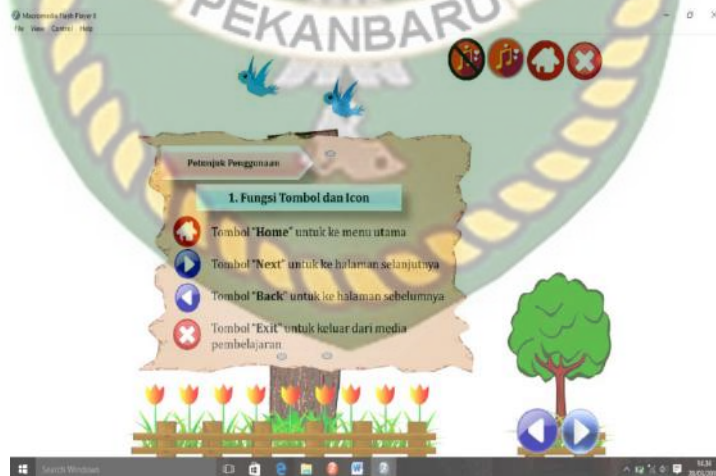 Macromedia Flash Player 8
File View Control Help
PEKANBARU
Petunjuk Penggunaan
1. Fungsi Tombol dan Icon
Tombol "Home" untuk ke menu utama
Tombol "Next" untuk ke halaman selanjutnya
Tombol "Back" untuk ke halaman sebelumnya
Tombol "Exit" untuk keluar dari media
pembelajaran
Search Windows